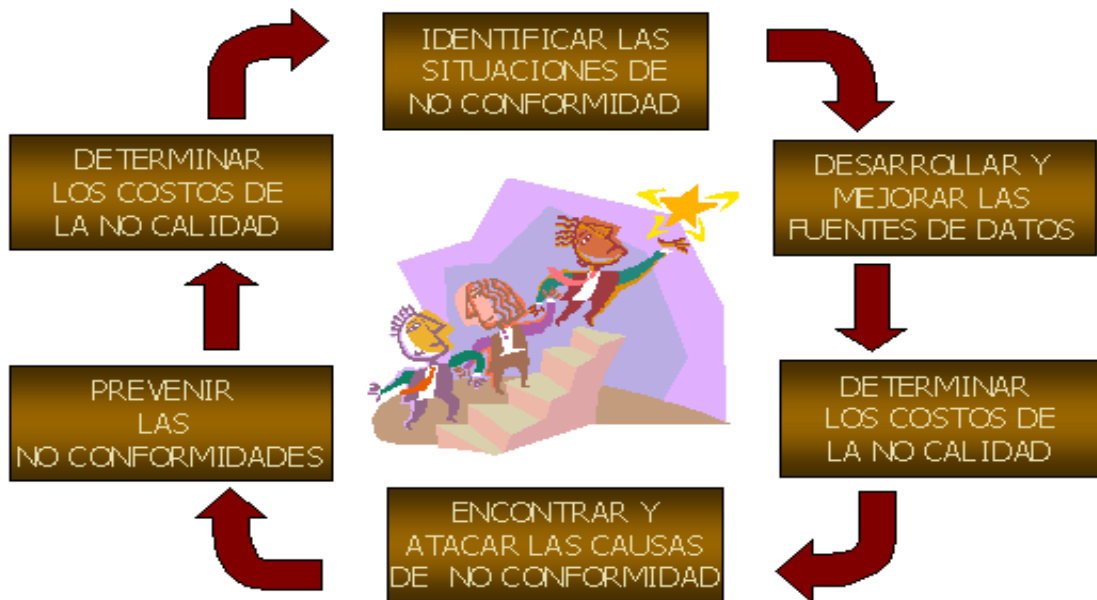 IDENTIFICAR LAS
SITUACIONES DE
NO CONFORMIDAD
DESARROLLAR Y
MEJORAR LAS
FUENTES DE DATOS
DETERMINAR
LOS COSTOS DE
LA NO CALIDAD
ENCONTRAR Y
ATACAR LAS CAUSAS
DE NO CONFORMIDAD
PREVENIR
LAS
NO CONFORMIDADES
DETERMINAR
LOS COSTOS DE
LA NO CALIDAD